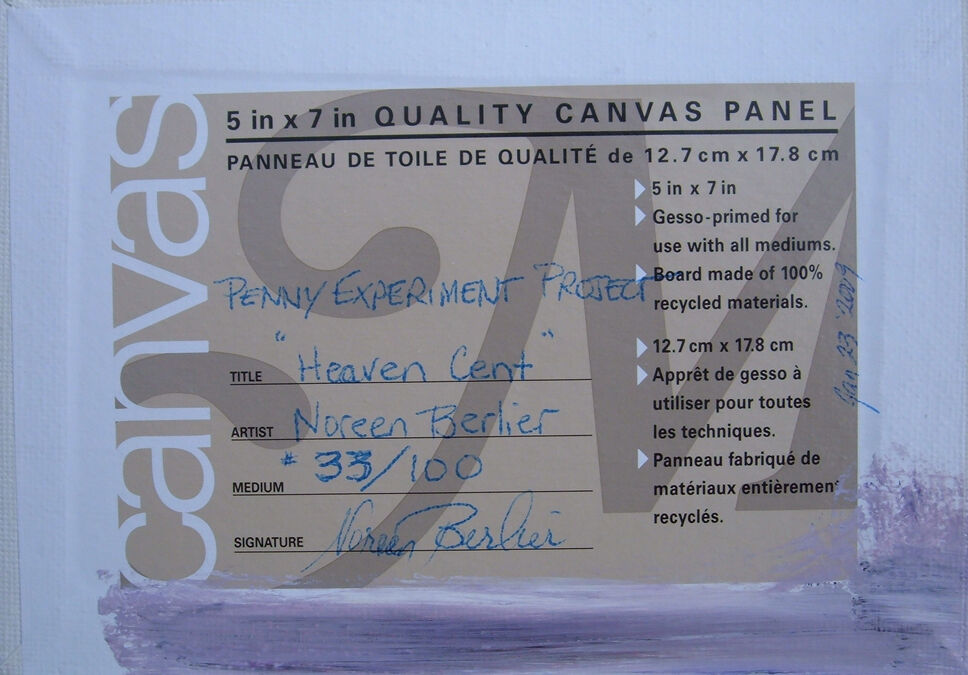 canvas
5 in x 7 in QUALITY CANVAS PANEL
PANNEAU DE TOILE DE QUALITÉ de 12.7 cm x 17.8 cm
5 in x 7 in
Gesso-primed for
use with all mediums.
Board made of 100%
recycled materials.
12.7 cm x 17.8 cm
Apprêt de gesso à
utiliser pour toutes
les techniques.
Panneau fabriqué de
matériaux entièrement
recyclés.
PENNY EXPERIMENT PROJECT
TITLE "Heaven Cent"
ARTIST Noreen Berlier
MEDIUM # 33/100
SIGNATURE Noreen Berlier
Jan 23 '2009
M